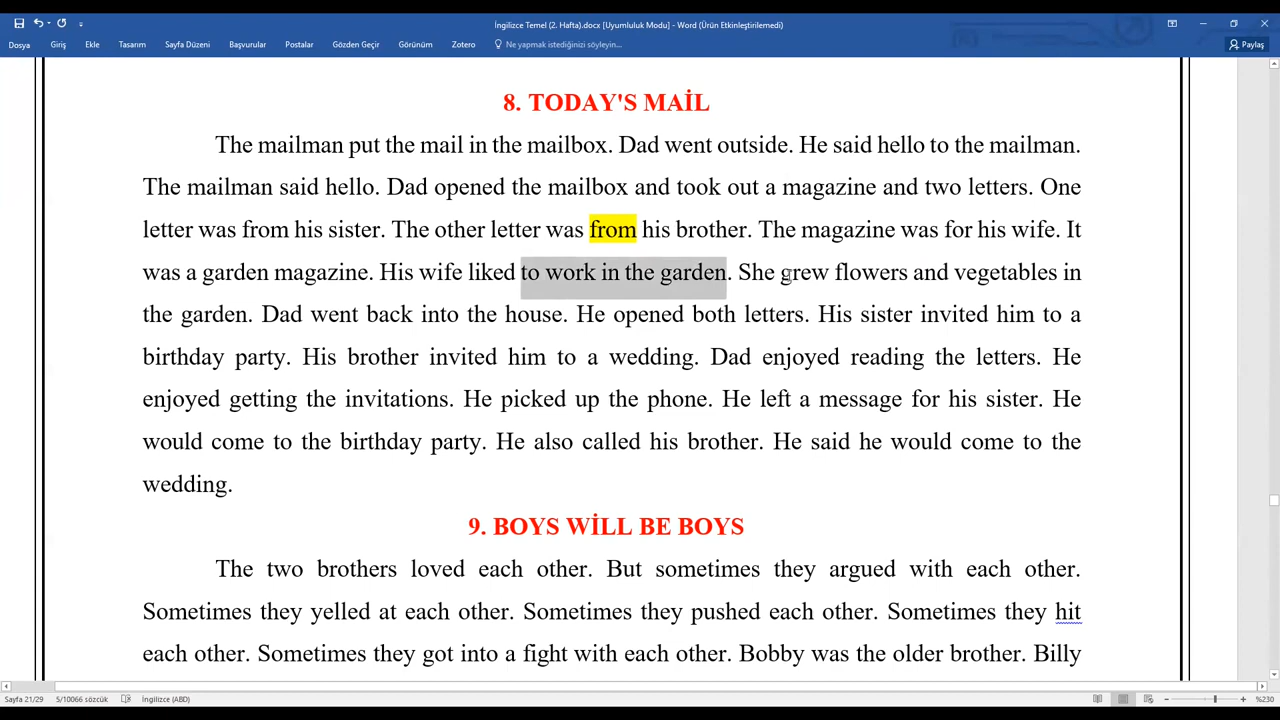 İngilizce Temel (2. Hafta).docx [Uyumluluk Modu] - Word (Ürün Etkinleştirilemedi)
Dosya Giriş Ekle Tasarım Sayfa Düzeni Başvurular Postalar Gözden Geçir Görünüm Zotero Ne yapmak istediğinizi söyleyin... Paylaş
8. TODAY'S MAİL
The mailman put the mail in the mailbox. Dad went outside. He said hello to the mailman.
The mailman said hello. Dad opened the mailbox and took out a magazine and two letters. One
letter was from his sister. The other letter was from his brother. The magazine was for his wife. It
was a garden magazine. His wife liked to work in the garden. She grew flowers and vegetables in
the garden. Dad went back into the house. He opened both letters. His sister invited him to a
birthday party. His brother invited him to a wedding. Dad enjoyed reading the letters. He
enjoyed getting the invitations. He picked up the phone. He left a message for his sister. He
would come to the birthday party. He also called his brother. He said he would come to the
wedding.
9. BOYS WİLL BE BOYS
The two brothers loved each other. But sometimes they argued with each other.
Sometimes they yelled at each other. Sometimes they pushed each other. Sometimes they hit
each other. Sometimes they got into a fight with each other. Bobby was the older brother. Billy
Sayfa 21/29 5/10066 sözcük İngilizce (ABD) %230